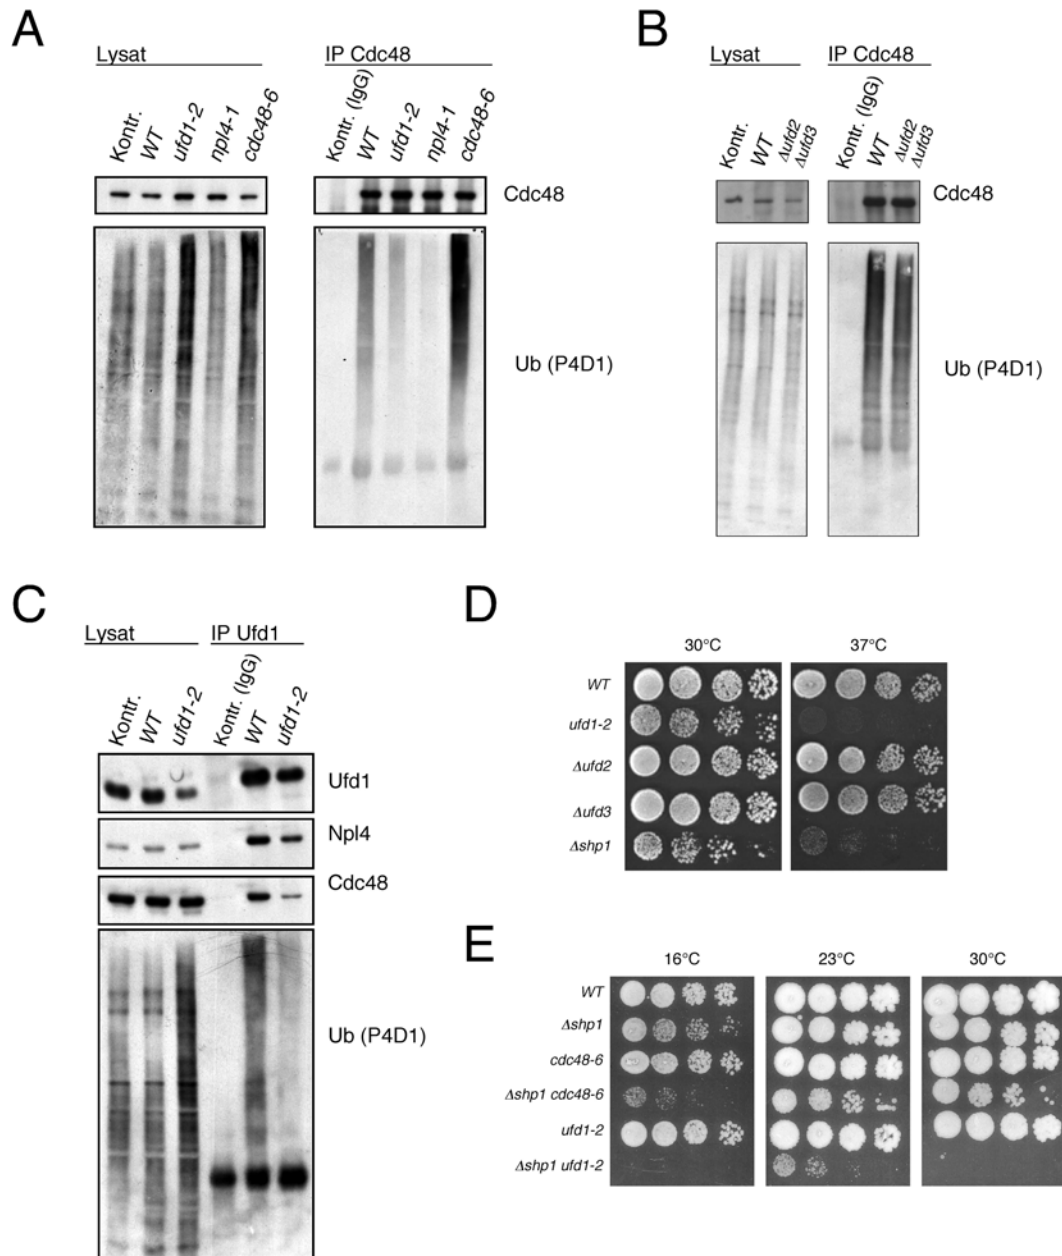 A
Lysat
IP Cdc48
Kontr.
WT
ufd1-2
npl4-1
cdc48-6
Kontr. (IgG)
WT
ufd1-2
npl4-1
cdc48-6
Cdc48
Ub (P4D1)
B
Lysat
IP Cdc48
Kontr.
WT
Δufd2
Δufd3
Kontr. (IgG)
WT
Δufd2
Δufd3
Cdc48
Ub (P4D1)
C
Lysat
IP Ufd1
Kontr.
WT
ufd1-2
Kontr. (IgG)
WT
ufd1-2
Ufd1
Npl4
Cdc48
Ub (P4D1)
D
30°C
37°C
WT
ufd1-2
Δufd2
Δufd3
Δshp1
E
16°C
23°C
30°C
WT
Δshp1
cdc48-6
Δshp1 cdc48-6
ufd1-2
Δshp1 ufd1-2